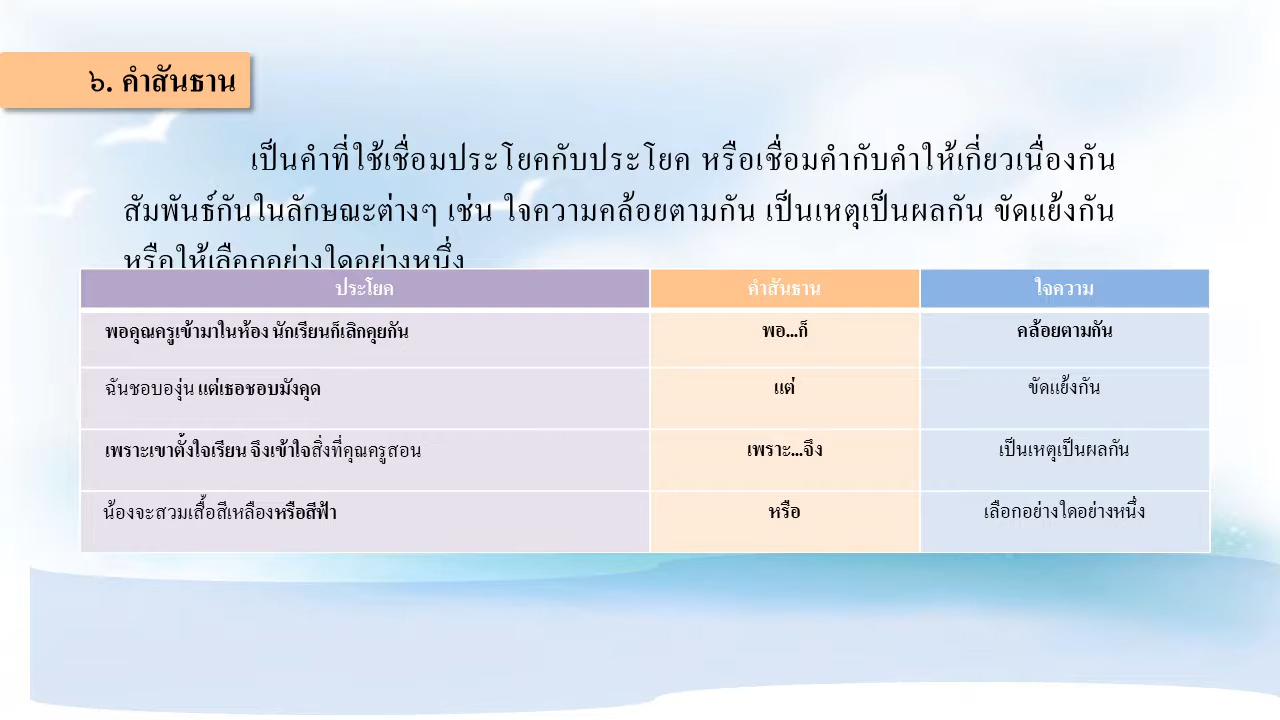 ๖. คำสันธาน
เป็นคำที่ใช้เชื่อมประโยคกับประโยค หรือเชื่อมคำกับคำให้เกี่ยวเนื่องกัน
สัมพันธ์กันในลักษณะต่างๆ เช่น ใจความคล้อยตามกัน เป็นเหตุเป็นผลกัน ขัดแย้งกัน
หรือให้เลือกอย่างใดอย่างหนึ่ง
ประโยค คำสันธาน ใจความ
พอคุณครูเข้ามาในห้อง นักเรียนก็เลิกคุยกัน พอ...ก็ คล้อยตามกัน
ฉันชอบองุ่น แต่เธอชอบมังคุด แต่ ขัดแย้งกัน
เพราะเขาตั้งใจเรียน จึงเข้าใจสิ่งที่คุณครูสอน เพราะ...จึง เป็นเหตุเป็นผลกัน
น้องจะสวมเสื้อสีเหลืองหรือสีฟ้า หรือ เลือกอย่างใดอย่างหนึ่ง